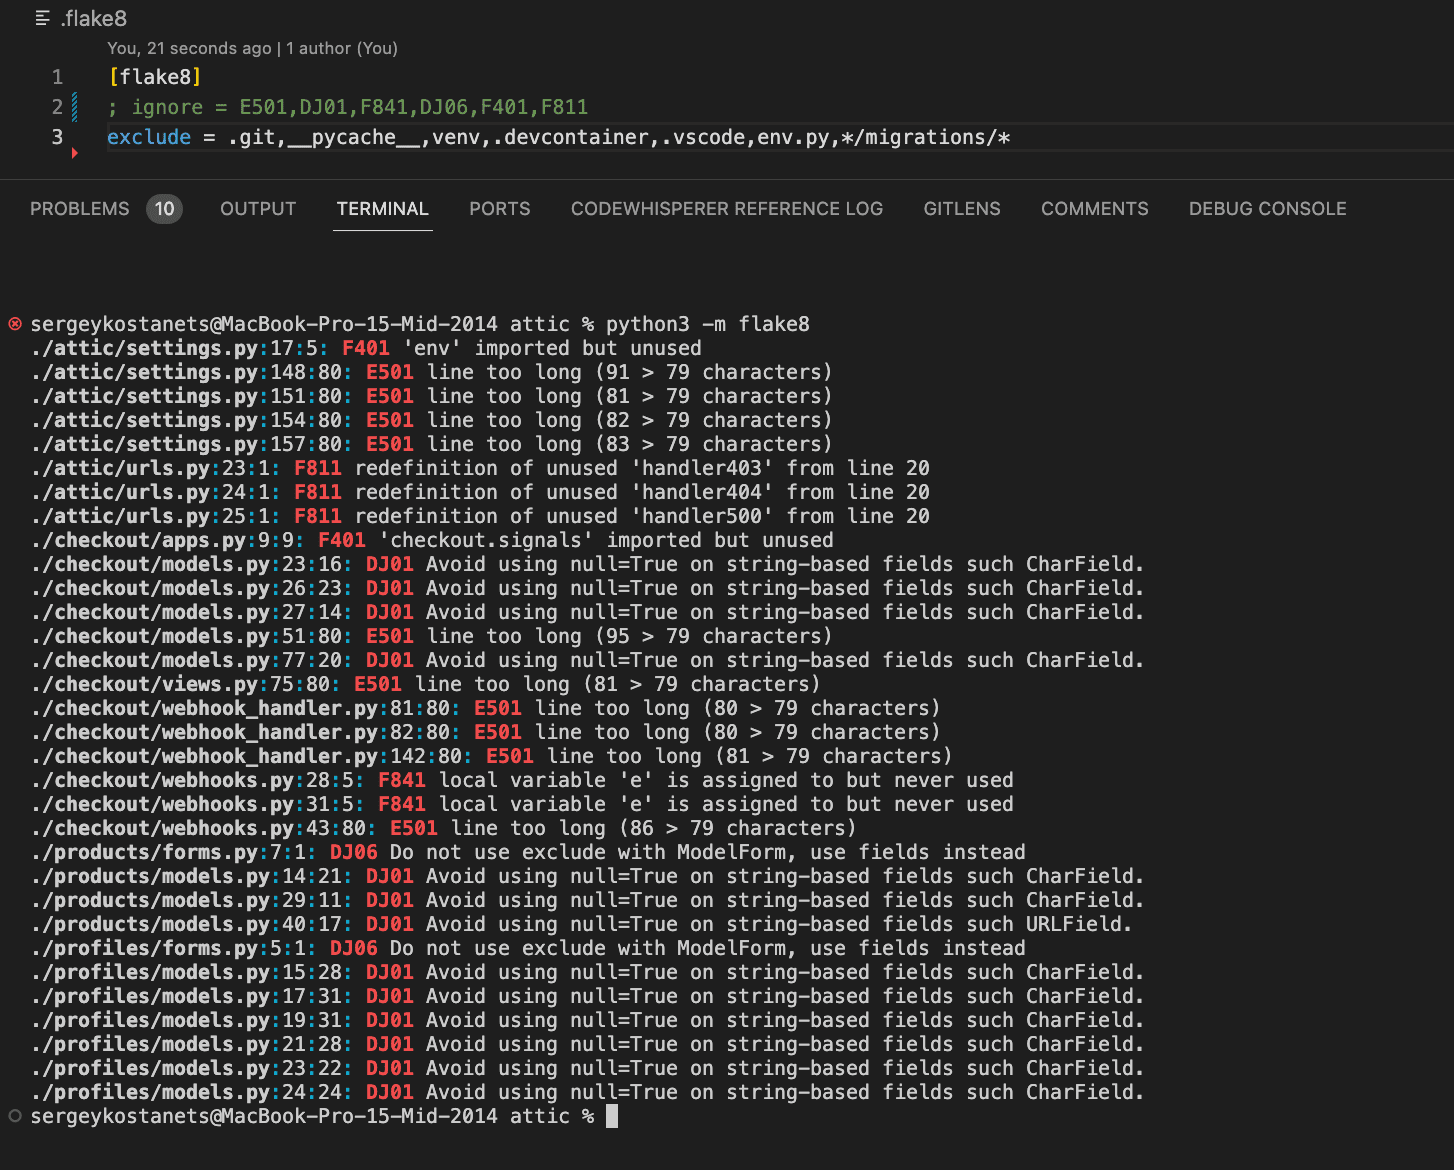 .flake8
You, 21 seconds ago | 1 author (You)
1 [flake8]
2 ; ignore = E501,DJ01,F841,DJ06,F401,F811
3 exclude = .git,__pycache__,venv,.devcontainer,.vscode,env.py,*/migrations/*
PROBLEMS 10 OUTPUT TERMINAL PORTS CODEWHISPERER REFERENCE LOG GITLENS COMMENTS DEBUG CONSOLE
sergeykostanets@MacBook-Pro-15-Mid-2014 attic % python3 -m flake8
./attic/settings.py:17:5: F401 'env' imported but unused
./attic/settings.py:148:80: E501 line too long (91 > 79 characters)
./attic/settings.py:151:80: E501 line too long (81 > 79 characters)
./attic/settings.py:154:80: E501 line too long (82 > 79 characters)
./attic/settings.py:157:80: E501 line too long (83 > 79 characters)
./attic/urls.py:23:1: F811 redefinition of unused 'handler403' from line 20
./attic/urls.py:24:1: F811 redefinition of unused 'handler404' from line 20
./attic/urls.py:25:1: F811 redefinition of unused 'handler500' from line 20
./checkout/apps.py:9:9: F401 'checkout.signals' imported but unused
./checkout/models.py:23:16: DJ01 Avoid using null=True on string-based fields such CharField.
./checkout/models.py:26:23: DJ01 Avoid using null=True on string-based fields such CharField.
./checkout/models.py:27:14: DJ01 Avoid using null=True on string-based fields such CharField.
./checkout/models.py:51:80: E501 line too long (95 > 79 characters)
./checkout/models.py:77:20: DJ01 Avoid using null=True on string-based fields such CharField.
./checkout/views.py:75:80: E501 line too long (81 > 79 characters)
./checkout/webhook_handler.py:81:80: E501 line too long (80 > 79 characters)
./checkout/webhook_handler.py:82:80: E501 line too long (80 > 79 characters)
./checkout/webhook_handler.py:142:80: E501 line too long (81 > 79 characters)
./checkout/webhooks.py:28:5: F841 local variable 'e' is assigned to but never used
./checkout/webhooks.py:31:5: F841 local variable 'e' is assigned to but never used
./checkout/webhooks.py:43:80: E501 line too long (86 > 79 characters)
./products/forms.py:7:1: DJ06 Do not use exclude with ModelForm, use fields instead
./products/models.py:14:21: DJ01 Avoid using null=True on string-based fields such CharField.
./products/models.py:29:11: DJ01 Avoid using null=True on string-based fields such CharField.
./products/models.py:40:17: DJ01 Avoid using null=True on string-based fields such URLField.
./profiles/forms.py:5:1: DJ06 Do not use exclude with ModelForm, use fields instead
./profiles/models.py:15:28: DJ01 Avoid using null=True on string-based fields such CharField.
./profiles/models.py:17:31: DJ01 Avoid using null=True on string-based fields such CharField.
./profiles/models.py:19:31: DJ01 Avoid using null=True on string-based fields such CharField.
./profiles/models.py:21:28: DJ01 Avoid using null=True on string-based fields such CharField.
./profiles/models.py:23:22: DJ01 Avoid using null=True on string-based fields such CharField.
./profiles/models.py:24:24: DJ01 Avoid using null=True on string-based fields such CharField.
sergeykostanets@MacBook-Pro-15-Mid-2014 attic %